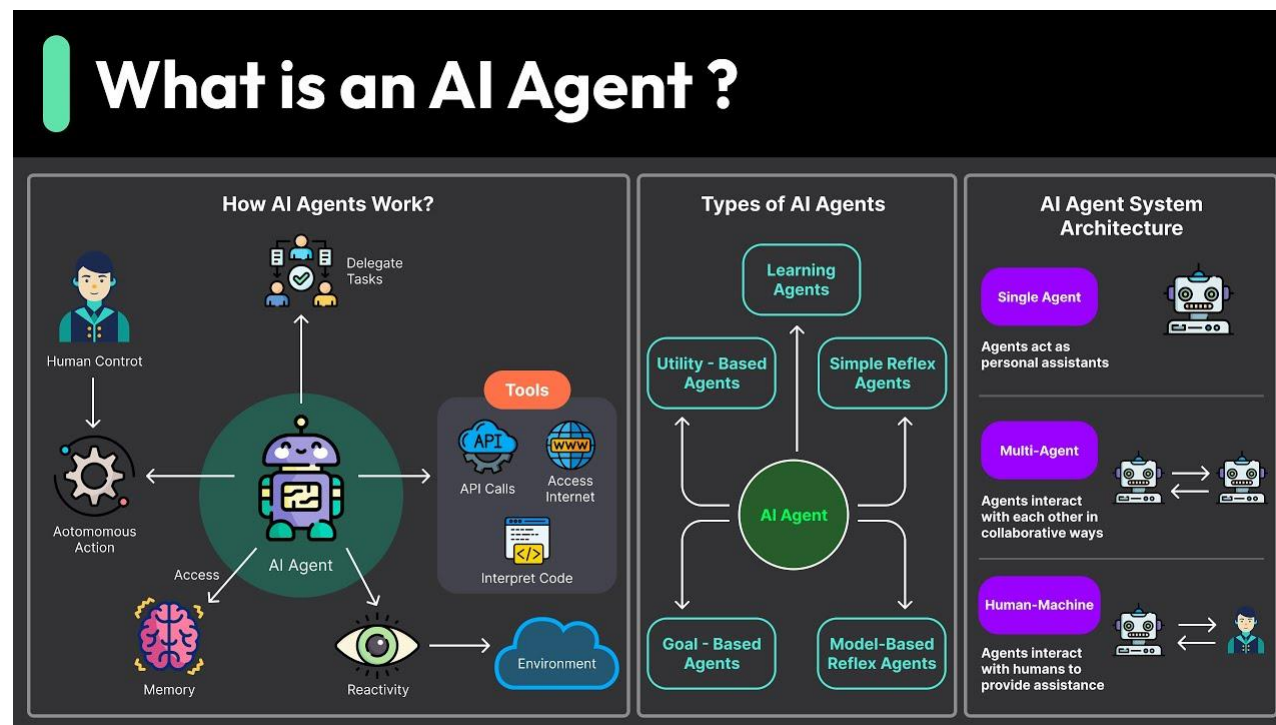 What is an AI Agent ?
How AI Agents Work?
Delegate
Tasks
Human Controt
Tools
API
WWW
API Calls
Access
Internet
</>
Interpret Code
Aotomomous
Action
AI Agent
Access
Memory
Reactivity
Environment
Types of AI Agents
Learning
Agents
Utility - Based
Agents
Simple Reflex
Agents
AI Agent
Goal - Based
Agents
Model-Based
Reflex Agents
AI Agent System
Architecture
Single Agent
Agents act as
personal assistants
Multi-Agent
Agents interact
with each other in
collaborative ways
Human-Machine
Agents interact
with humans to
provide assistance